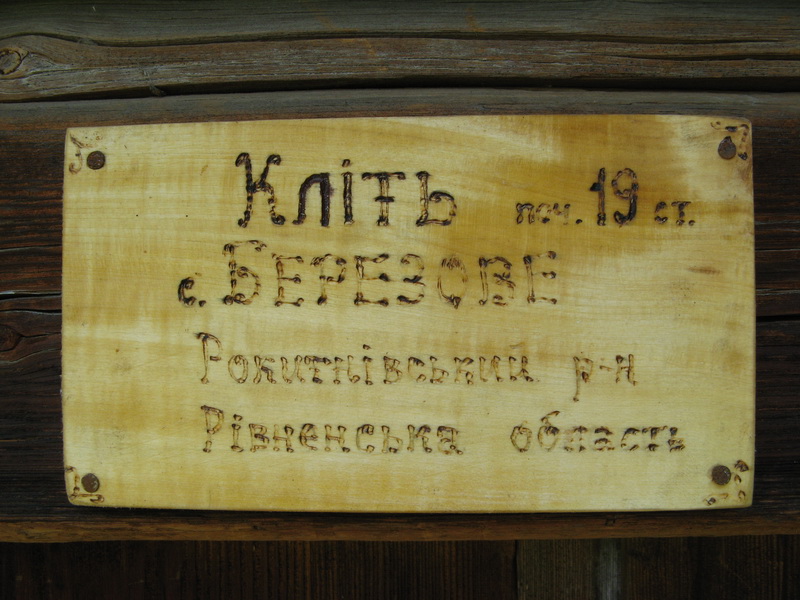 Кліть поч. 19 ст.
с. БЕРЕЗОВЕ
Рокитнівський р-н
Рівненська область